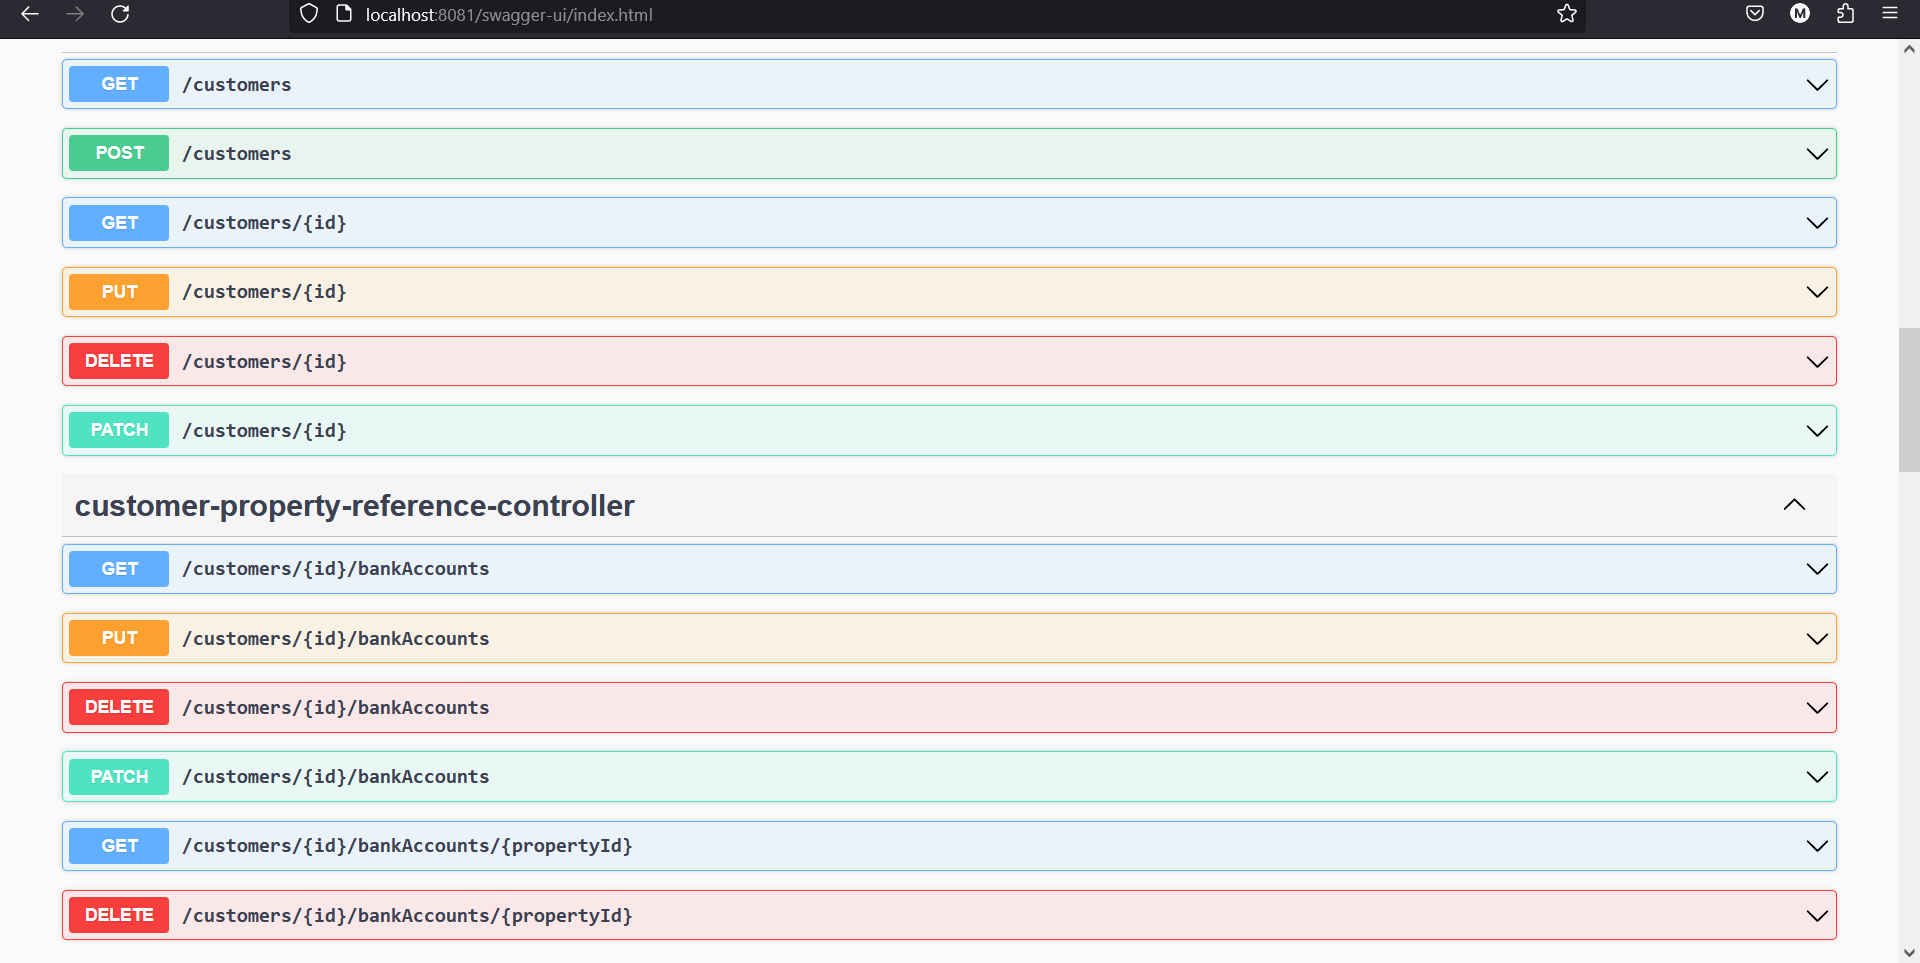 localhost:8081/swagger-ui/index.html
M
GET /customers
POST /customers
GET /customers/{id}
PUT /customers/{id}
DELETE /customers/{id}
PATCH /customers/{id}
customer-property-reference-controller
GET /customers/{id}/bankAccounts
PUT /customers/{id}/bankAccounts
DELETE /customers/{id}/bankAccounts
PATCH /customers/{id}/bankAccounts
GET /customers/{id}/bankAccounts/{propertyId}
DELETE /customers/{id}/bankAccounts/{propertyId}